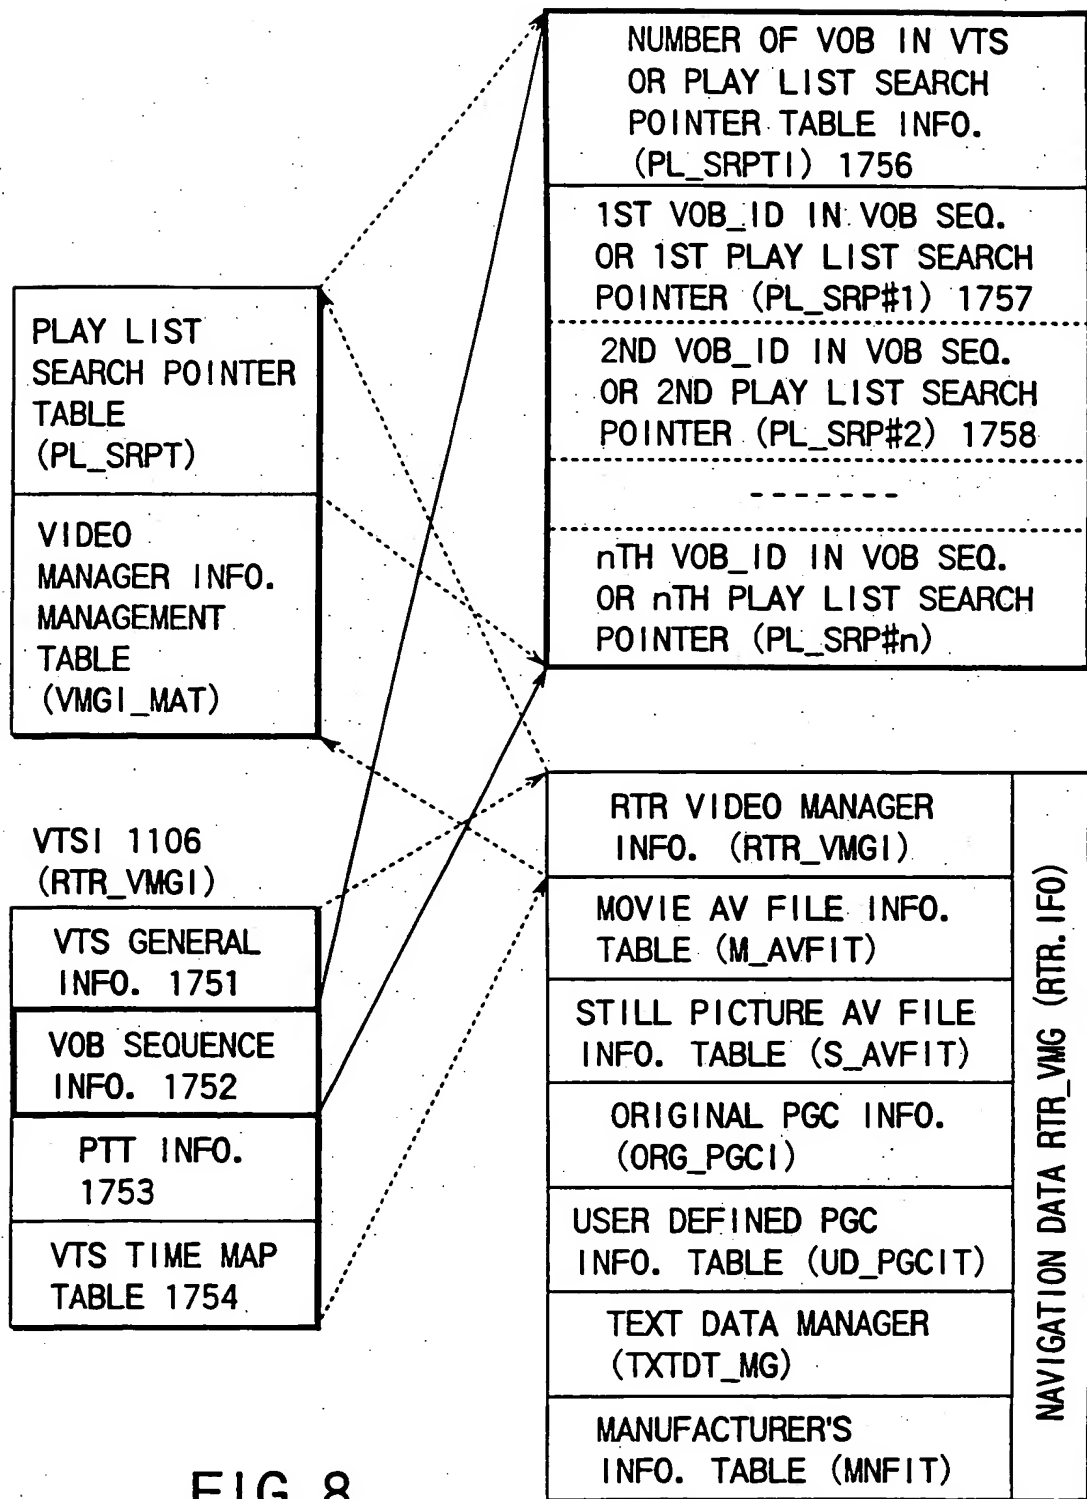 NUMBER OF VOB IN VTS
OR PLAY LIST SEARCH
POINTER TABLE INFO.
(PL_SRPTI) 1756
1ST VOB_ID IN VOB SEQ.
OR 1ST PLAY LIST SEARCH
POINTER (PL_SRP#1) 1757
2ND VOB_ID IN VOB SEQ.
OR 2ND PLAY LIST SEARCH
POINTER (PL_SRP#2) 1758
-------
nTH VOB_ID IN VOB SEQ.
OR nTH PLAY LIST SEARCH
POINTER (PL_SRP#n)
PLAY LIST
SEARCH POINTER
TABLE
(PL_SRPT)
VIDEO
MANAGER INFO.
MANAGEMENT
TABLE
(VMGI_MAT)
VTSI 1106
(RTR_VMGI)
VTS GENERAL
INFO. 1751
VOB SEQUENCE
INFO. 1752
PTT INFO.
1753
VTS TIME MAP
TABLE 1754
RTR VIDEO MANAGER
INFO. (RTR_VMGI)
MOVIE AV FILE INFO.
TABLE (M_AVFIT)
STILL PICTURE AV FILE
INFO. TABLE (S_AVFIT)
ORIGINAL PGC INFO.
(ORG_PGCI)
USER DEFINED PGC
INFO. TABLE (UD_PGCIT)
TEXT DATA MANAGER
(TXTDT_MG)
MANUFACTURER'S
INFO. TABLE (MNFIT)
NAVIGATION DATA RTR_VMG (RTR.IFO)
FIG. 8